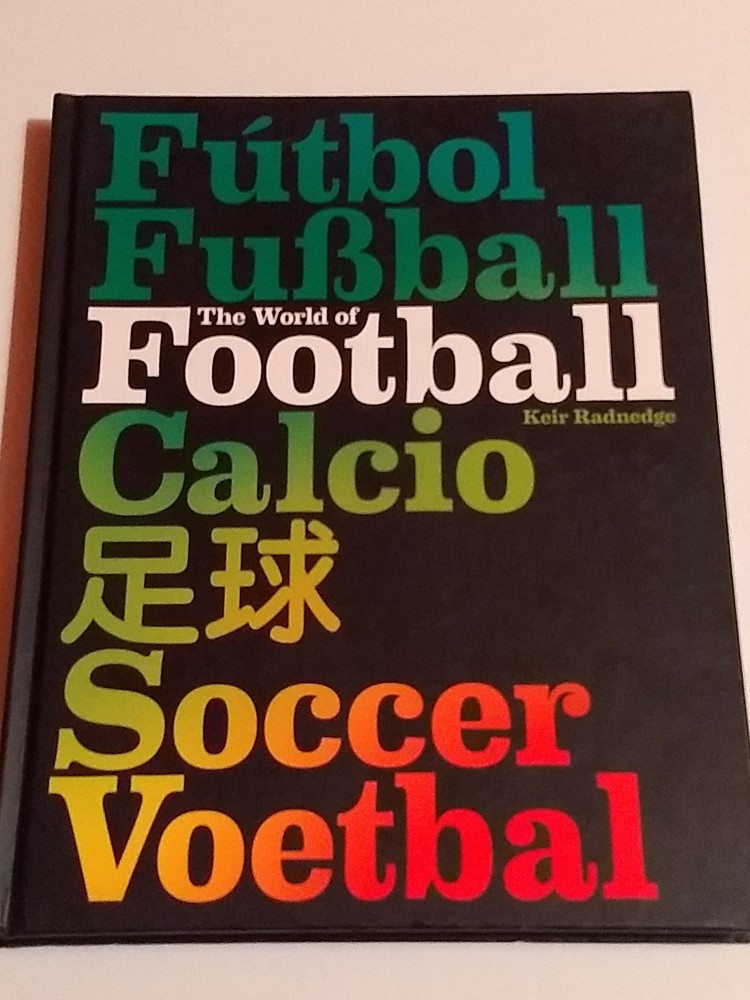 Fútbol
Fußball
The World of
Football
Keir Radnedge
Calcio
足球
Soccer
Voetbal